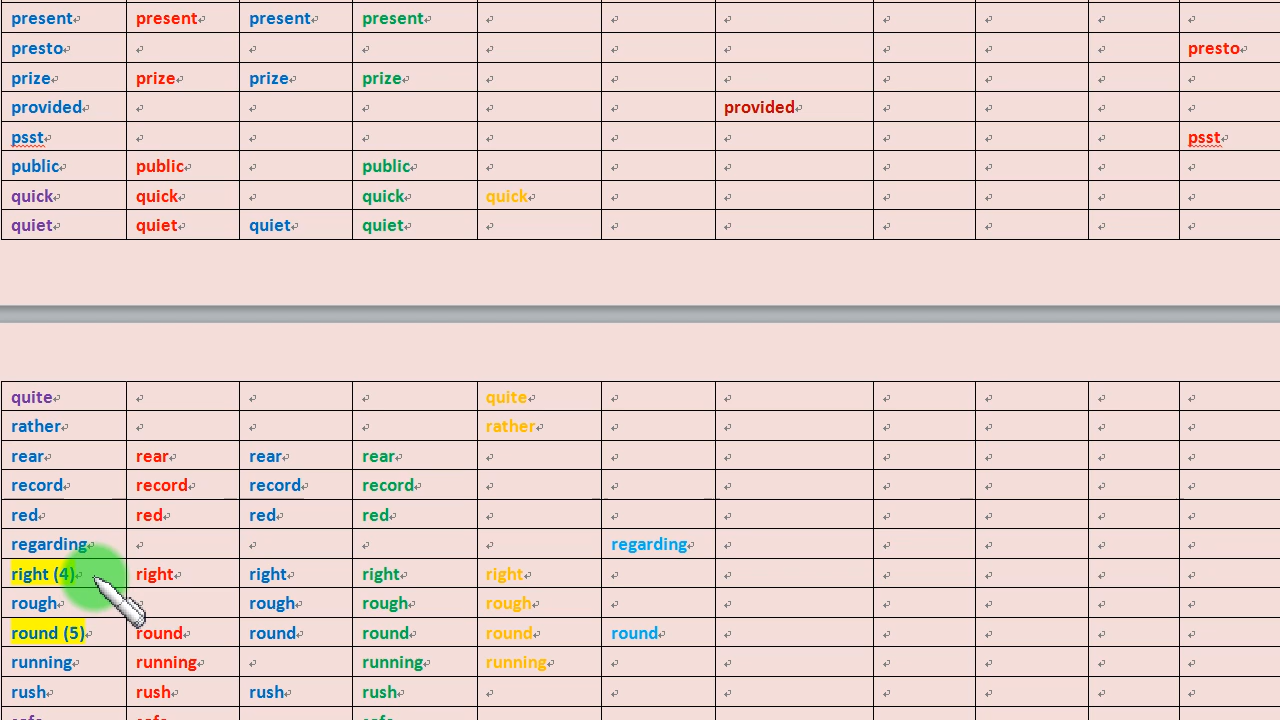 present present present present
presto presto
prize prize prize prize
provided provided
psst psst
public public public
quick quick quick quick
quiet quiet quiet quiet
quite quite
rather rather
rear rear rear rear
record record record record
red red red red
regarding regarding
right (4) right right right right
rough rough rough rough
round (5) round round round round round
running running running running
rush rush rush rush